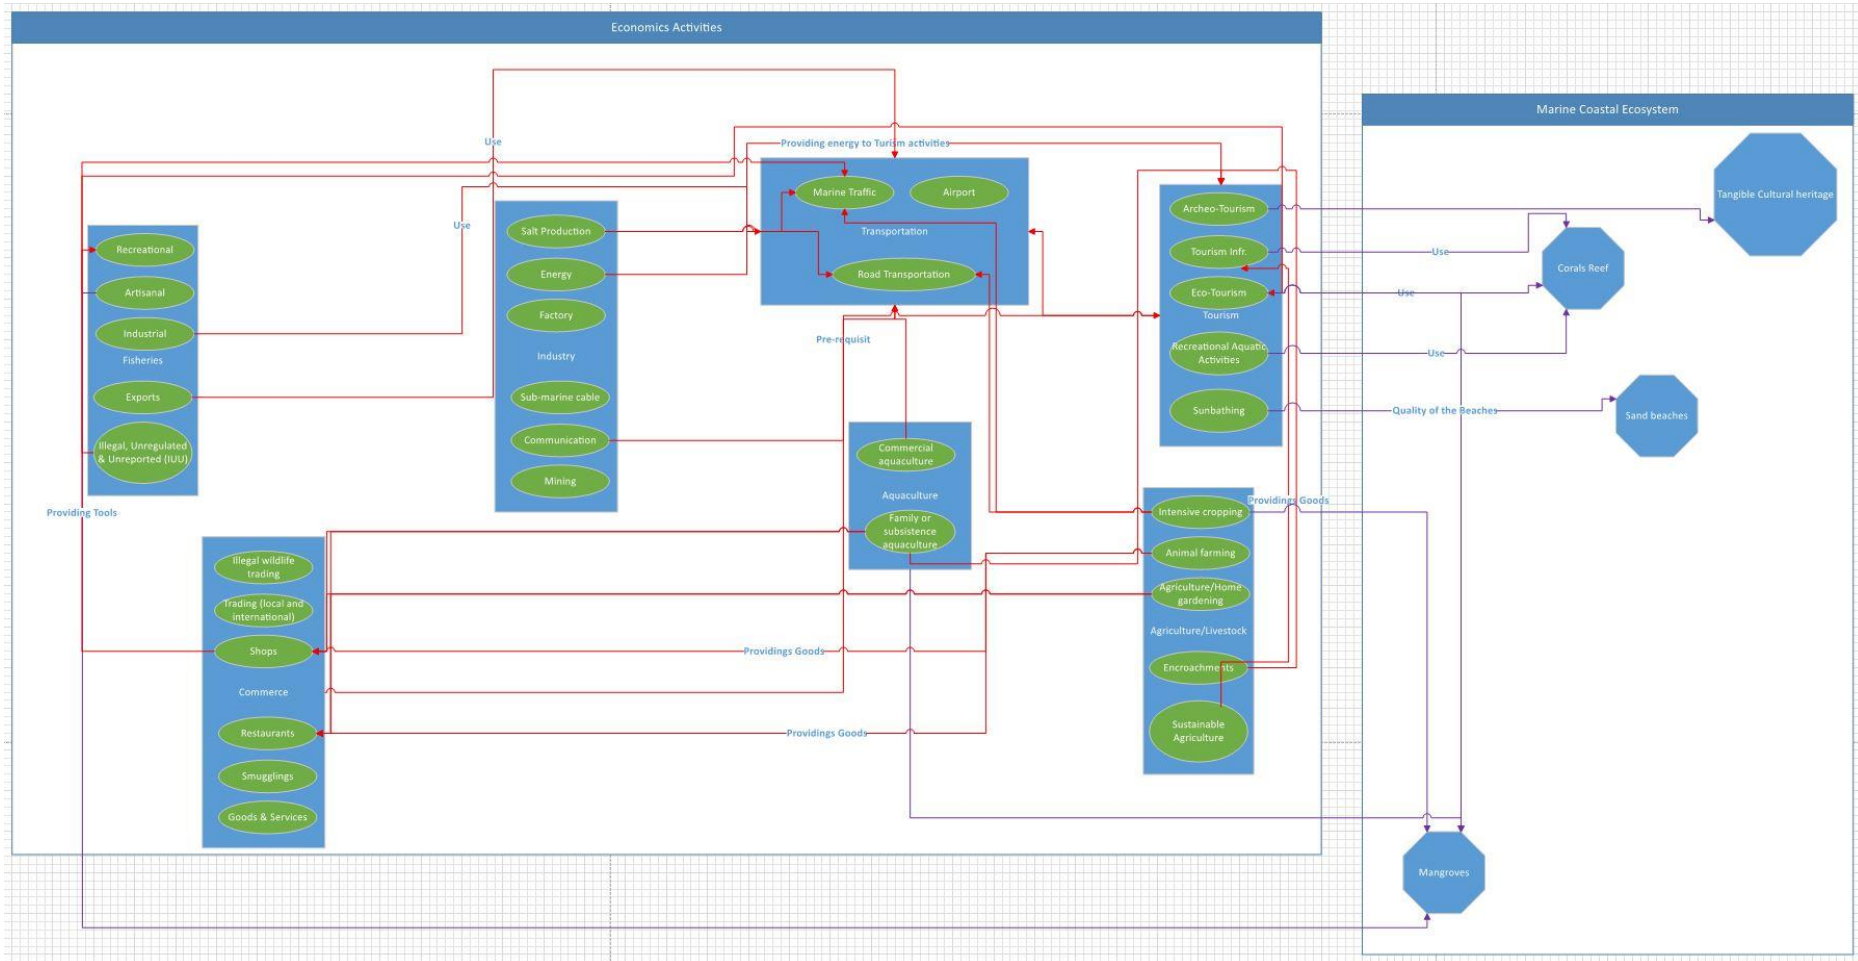 Economics Activities
Marine Coastal Ecosystem
Use
Providing energy to Turism activities
Marine Traffic
Airport
Transportation
Road Transportation
Pre-requisit
Use
Recreational
Artisanal
Industrial
Fisheries
Exports
Illegal, Unregulated
& Unreported (IUU)
Providing Tools
Salt Production
Energy
Factory
Industry
Sub-marine cable
Communication
Mining
Archeo-Tourism
Tourism Infr.
Eco-Tourism
Tourism
Recreational Aquatic
Activities
Sunbathing
Use
Use
Use
Quality of the Beaches
Tangible Cultural heritage
Corals Reef
Sand beaches
Commercial
aquaculture
Aquaculture
Family or
subsistence
aquaculture
Providings Goods
Intensive cropping
Animal farming
Agriculture/Home
gardening
Agriculture/Livestock
Encroachments
Sustainable
Agriculture
Illegal wildlife
trading
Trading (local and
international)
Shops
Commerce
Restaurants
Smugglings
Goods & Services
Providings Goods
Providings Goods
Mangroves